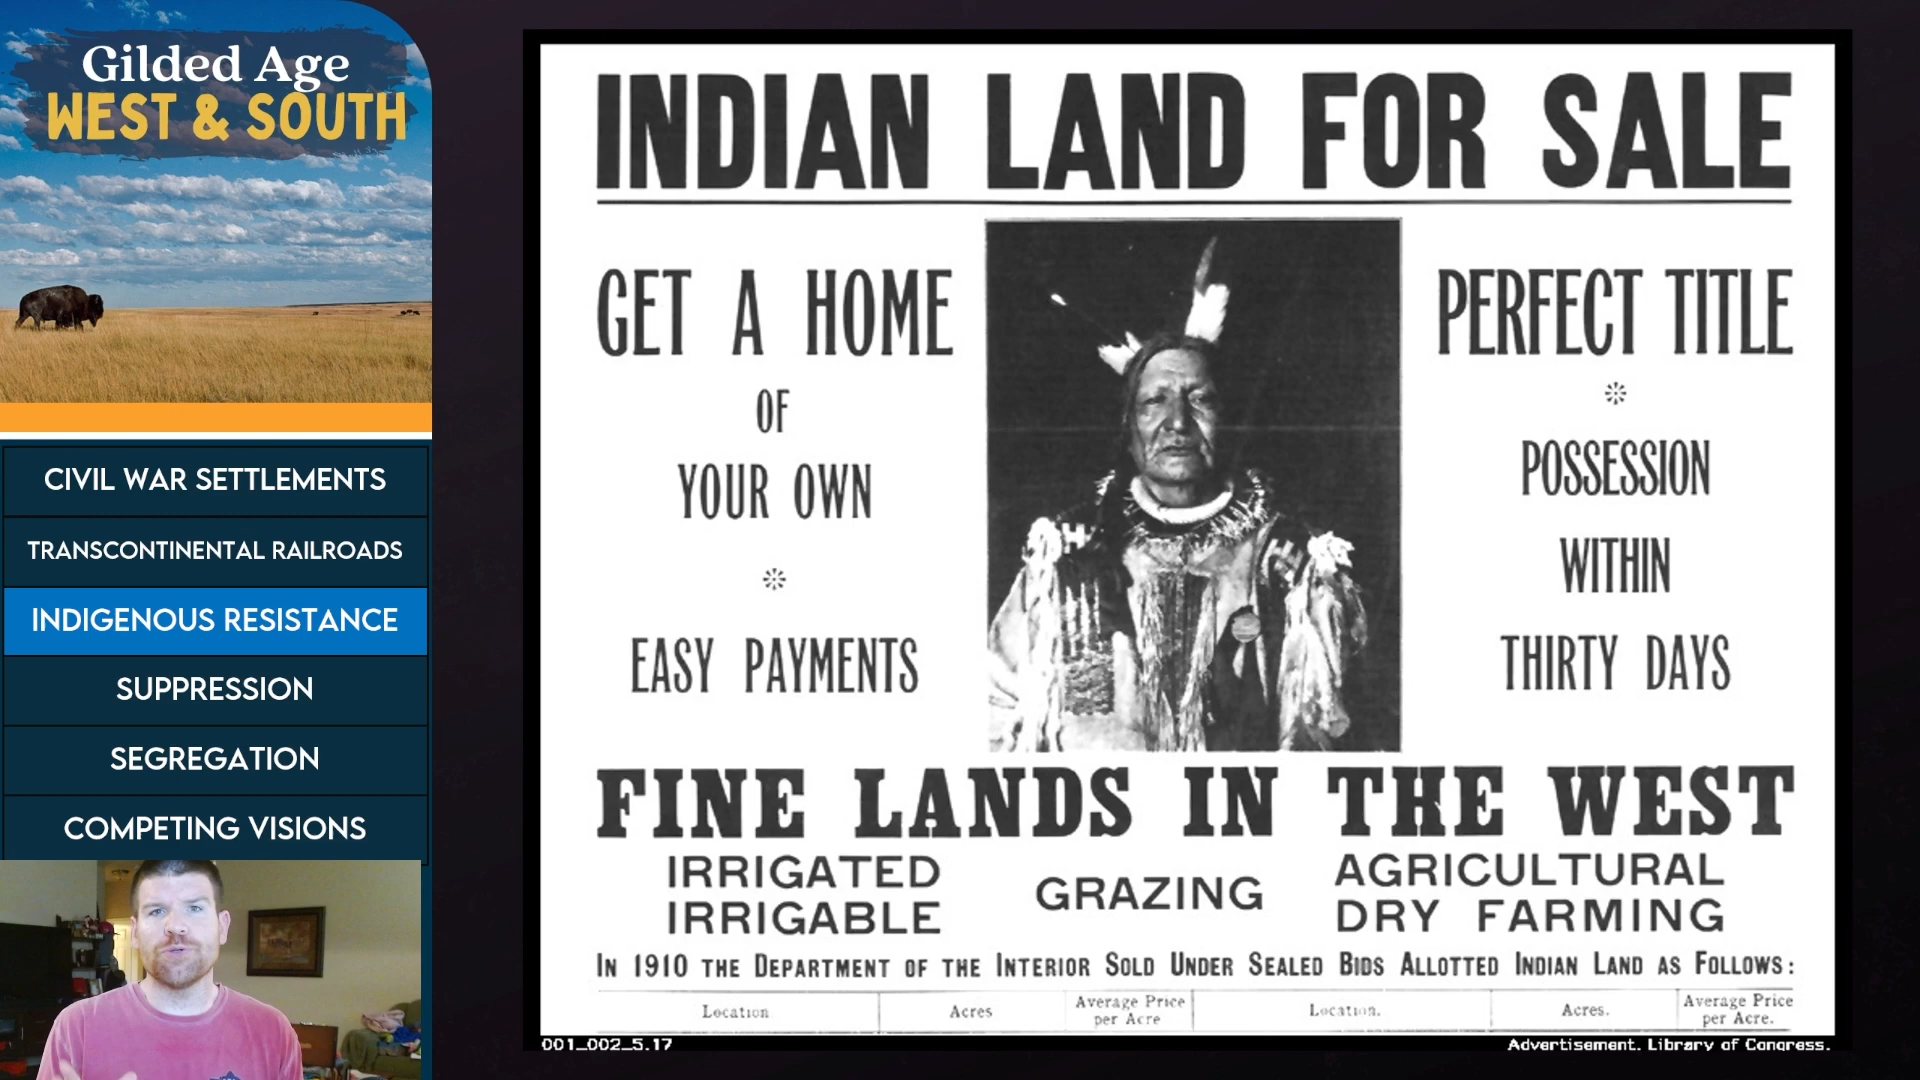 Gilded Age
WEST & SOUTH
CIVIL WAR SETTLEMENTS
TRANSCONTINENTAL RAILROADS
INDIGENOUS RESISTANCE
SUPPRESSION
SEGREGATION
COMPETING VISIONS
INDIAN LAND FOR SALE
GET A HOME
OF
YOUR OWN
EASY PAYMENTS
PERFECT TITLE
POSSESSION
WITHIN
THIRTY DAYS
FINE LANDS IN THE WEST
IRRIGATED
IRRIGABLE
GRAZING
AGRICULTURAL
DRY FARMING
IN 1910 THE DEPARTMENT OF THE INTERIOR SOLD UNDER SEALED BIDS ALLOTTED INDIAN LAND AS FOLLOWS:
Location
Acres
Average Price
per Acre
Location.
Acres.
Average Price
per Acre.
001_002_5.17
Advertisement. Library of Congress.